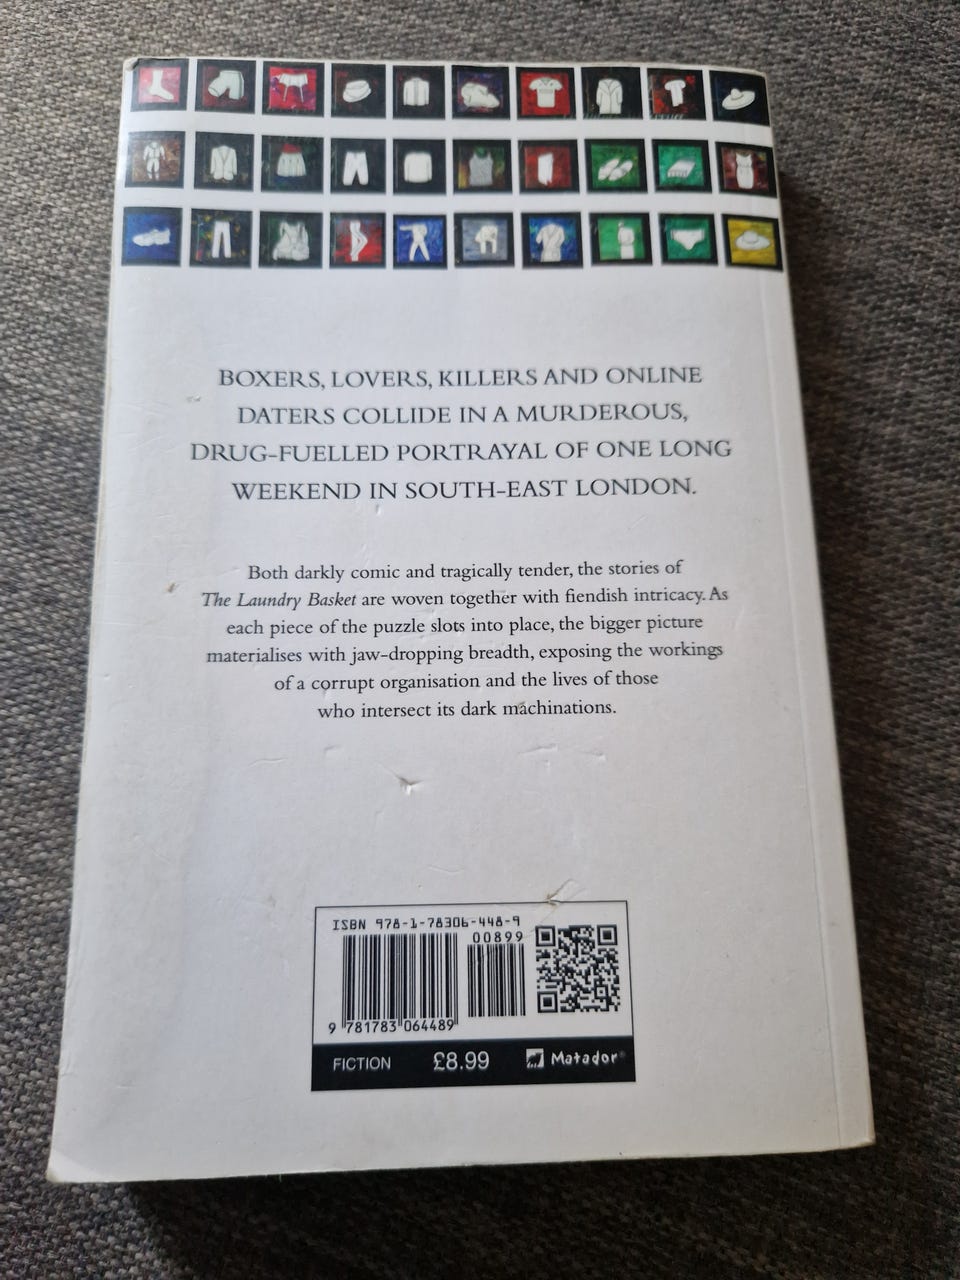 BOXERS, LOVERS, KILLERS AND ONLINE
DATERS COLLIDE IN A MURDEROUS,
DRUG-FUELLED PORTRAYAL OF ONE LONG
WEEKEND IN SOUTH-EAST LONDON.
Both darkly comic and tragically tender, the stories of
The Laundry Basket are woven together with fiendish intricacy. As
each piece of the puzzle slots into place, the bigger picture
materialises with jaw-dropping breadth, exposing the workings
of a corrupt organisation and the lives of those
who intersect its dark machinations.
ISBN 978-1-78306-448-9
00899
9 781783 064489
FICTION £8.99 Matador®